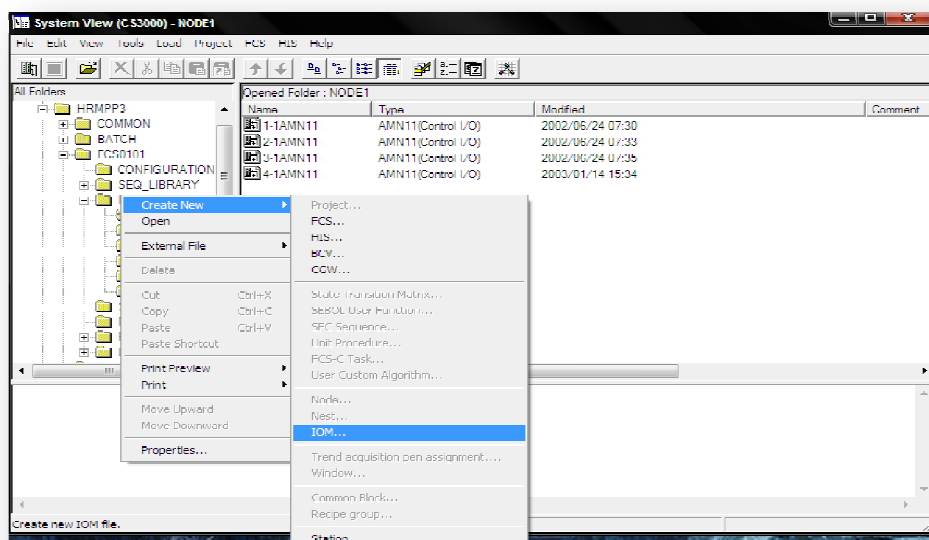 System View (CS3000) - NODE1
File Edit View Tools Load Project FCS HIS Help
All Folders
Opened Folder : NODE1
Name Type Modified Comment
HRMPP3
COMMON
BATCH
FCS0101
CONFIGURATION
SEQ_LIBRARY
1-1AMN11 AMN11(Control I/O) 2002/06/24 07:30
2-1AMN11 AMN11(Control I/O) 2002/06/24 07:33
3-1AMN11 AMN11(Control I/O) 2002/06/24 07:35
4-1AMN11 AMN11(Control I/O) 2003/01/14 15:34
Create New
Open
External File
Delete
Cut Ctrl+X
Copy Ctrl+C
Paste Ctrl+V
Paste Shortcut
Print Preview
Print
Move Upward
Move Downward
Properties...
Project...
FCS...
HIS...
BCV...
CGW...
State Transition Matrix...
SEBOL User Function...
SFC Sequence...
Unit Procedure...
FCS-C Task...
User Custom Algorithm...
Node...
Nest...
IOM...
Trend acquisition pen assignment....
Window...
Common Block...
Recipe group...
Station
Create new IOM file.